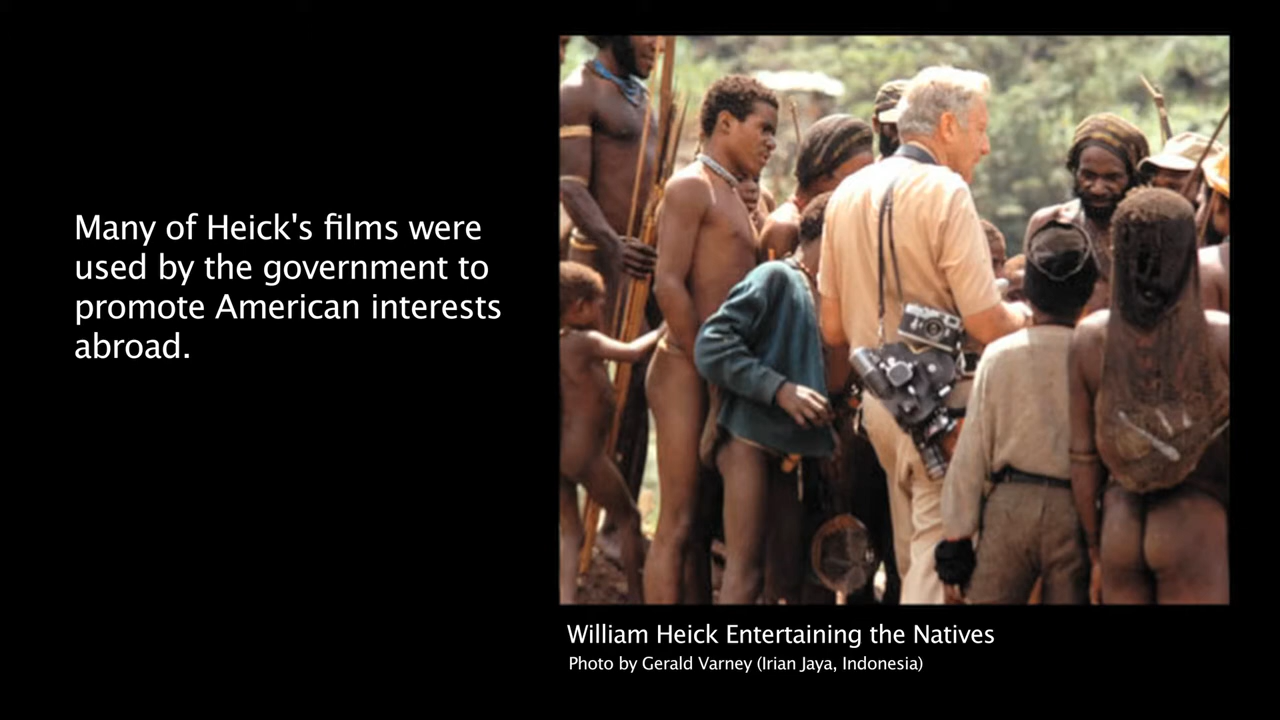 Many of Heick's films were
used by the government to
promote American interests
abroad.
William Heick Entertaining the Natives
Photo by Gerald Varney (Irian Jaya, Indonesia)